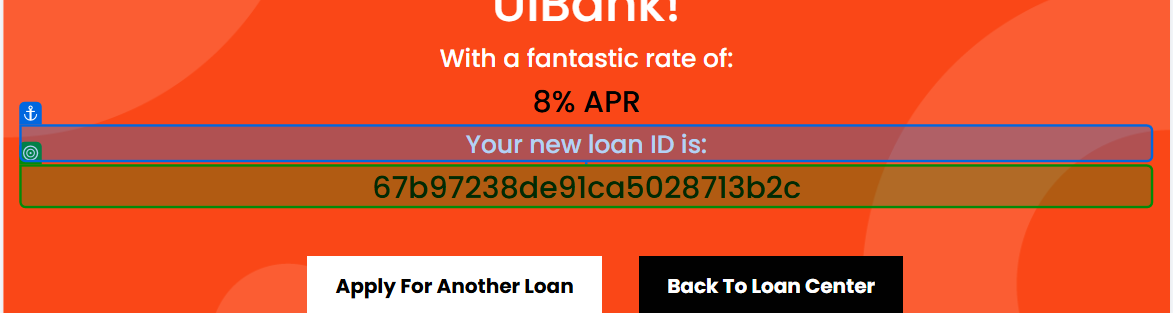 UiBank!
With a fantastic rate of:
8% APR
Your new loan ID is:
67b97238de91ca5028713b2c
Apply For Another Loan
Back To Loan Center